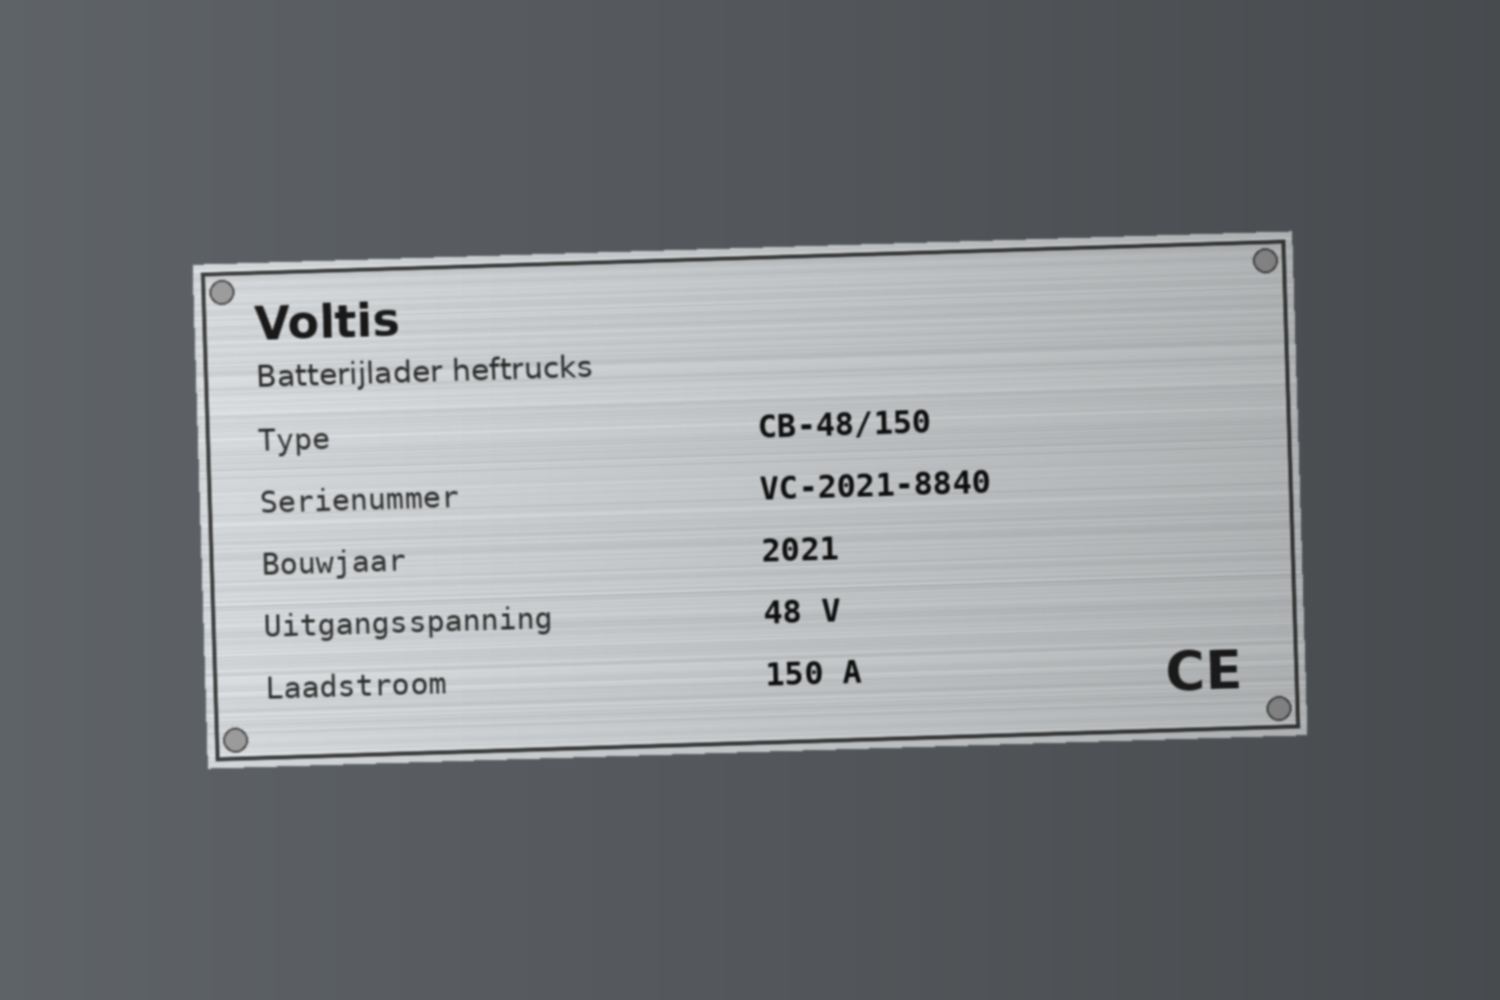 Voltis
Batterijlader heftrucks
Type CB-48/150
Serienummer VC-2021-8840
Bouwjaar 2021
Uitgangsspanning 48 V
Laadstroom 150 A
CE